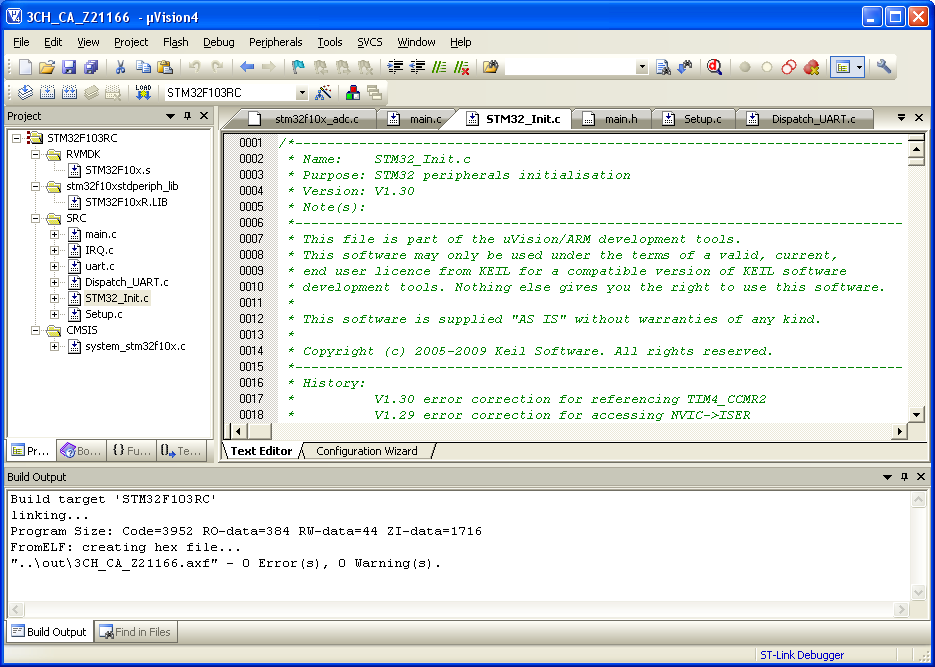 3CH_CA_Z21166 - µVision4
File Edit View Project Flash Debug Peripherals Tools SVCS Window Help
LOAD STM32F103RC
Project
stm32f10x_adc.c main.c STM32_Init.c main.h Setup.c Dispatch_UART.c
STM32F103RC
RVMDK
STM32F10x.s
stm32f10xstdperiph_lib
STM32F10xR.LIB
SRC
main.c
IRQ.c
uart.c
Dispatch_UART.c
STM32_Init.c
Setup.c
CMSIS
system_stm32f10x.c
Pr... Bo... {} Fu... 0→ Te...
0001 /*----------------------------------------------------------------------------
0002 * Name:    STM32_Init.c
0003 * Purpose: STM32 peripherals initialisation
0004 * Version: V1.30
0005 * Note(s):
0006 *----------------------------------------------------------------------------
0007 * This file is part of the uVision/ARM development tools.
0008 * This software may only be used under the terms of a valid, current,
0009 * end user licence from KEIL for a compatible version of KEIL software
0010 * development tools. Nothing else gives you the right to use this software.
0011 *
0012 * This software is supplied "AS IS" without warranties of any kind.
0013 *
0014 * Copyright (c) 2005-2009 Keil Software. All rights reserved.
0015 *----------------------------------------------------------------------------
0016 * History:
0017 *          V1.30 error correction for referencing TIM4_CCMR2
0018 *          V1.29 error correction for accessing NVIC->ISER
Text Editor Configuration Wizard
Build Output
Build target 'STM32F103RC'
linking...
Program Size: Code=3952 RO-data=384 RW-data=44 ZI-data=1716
FromELF: creating hex file...
"..\out\3CH_CA_Z21166.axf" - 0 Error(s), 0 Warning(s).
Build Output Find in Files
ST-Link Debugger